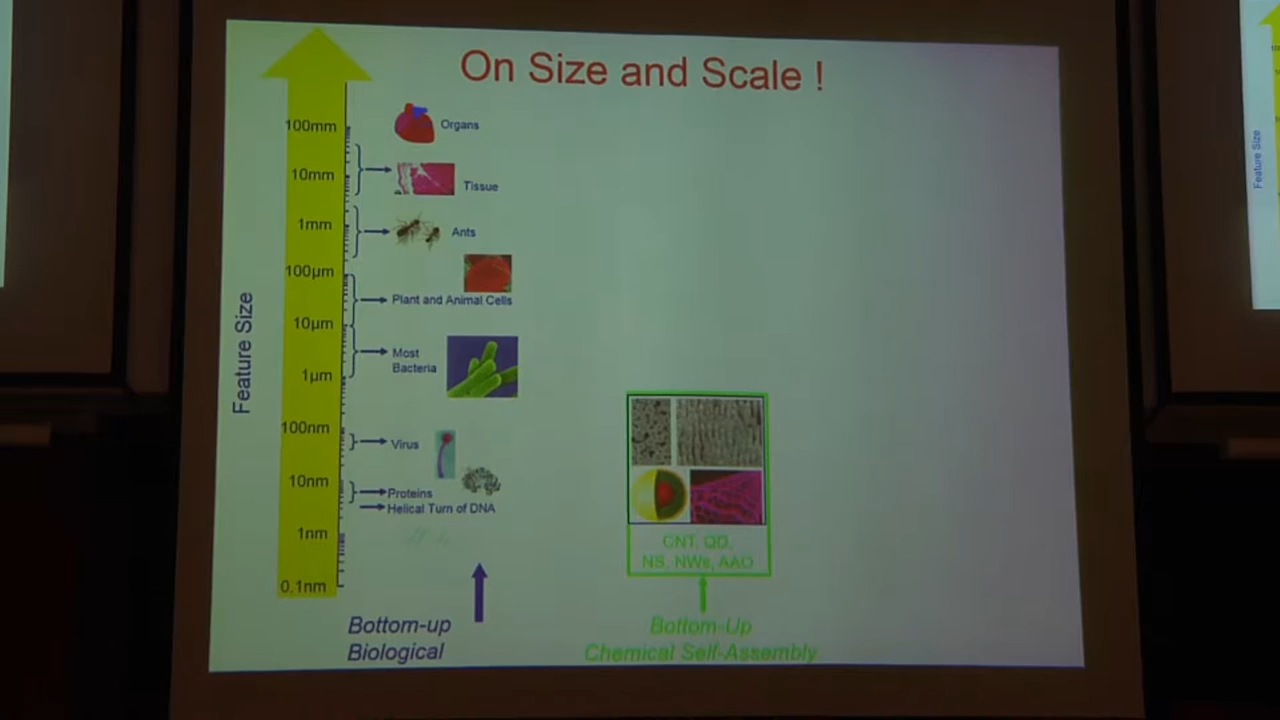 On Size and Scale !
100mm
Organs
10mm
Tissue
1mm
Ants
100µm
Plant and Animal Cells
10µm
Most
Bacteria
1µm
100nm
Virus
10nm
Proteins
Helical Turn of DNA
1nm
0.1nm
Feature Size
CNT, QD,
NS, NWs, AAO
Bottom-up
Biological
Bottom-Up
Chemical Self-Assembly
Feature Size